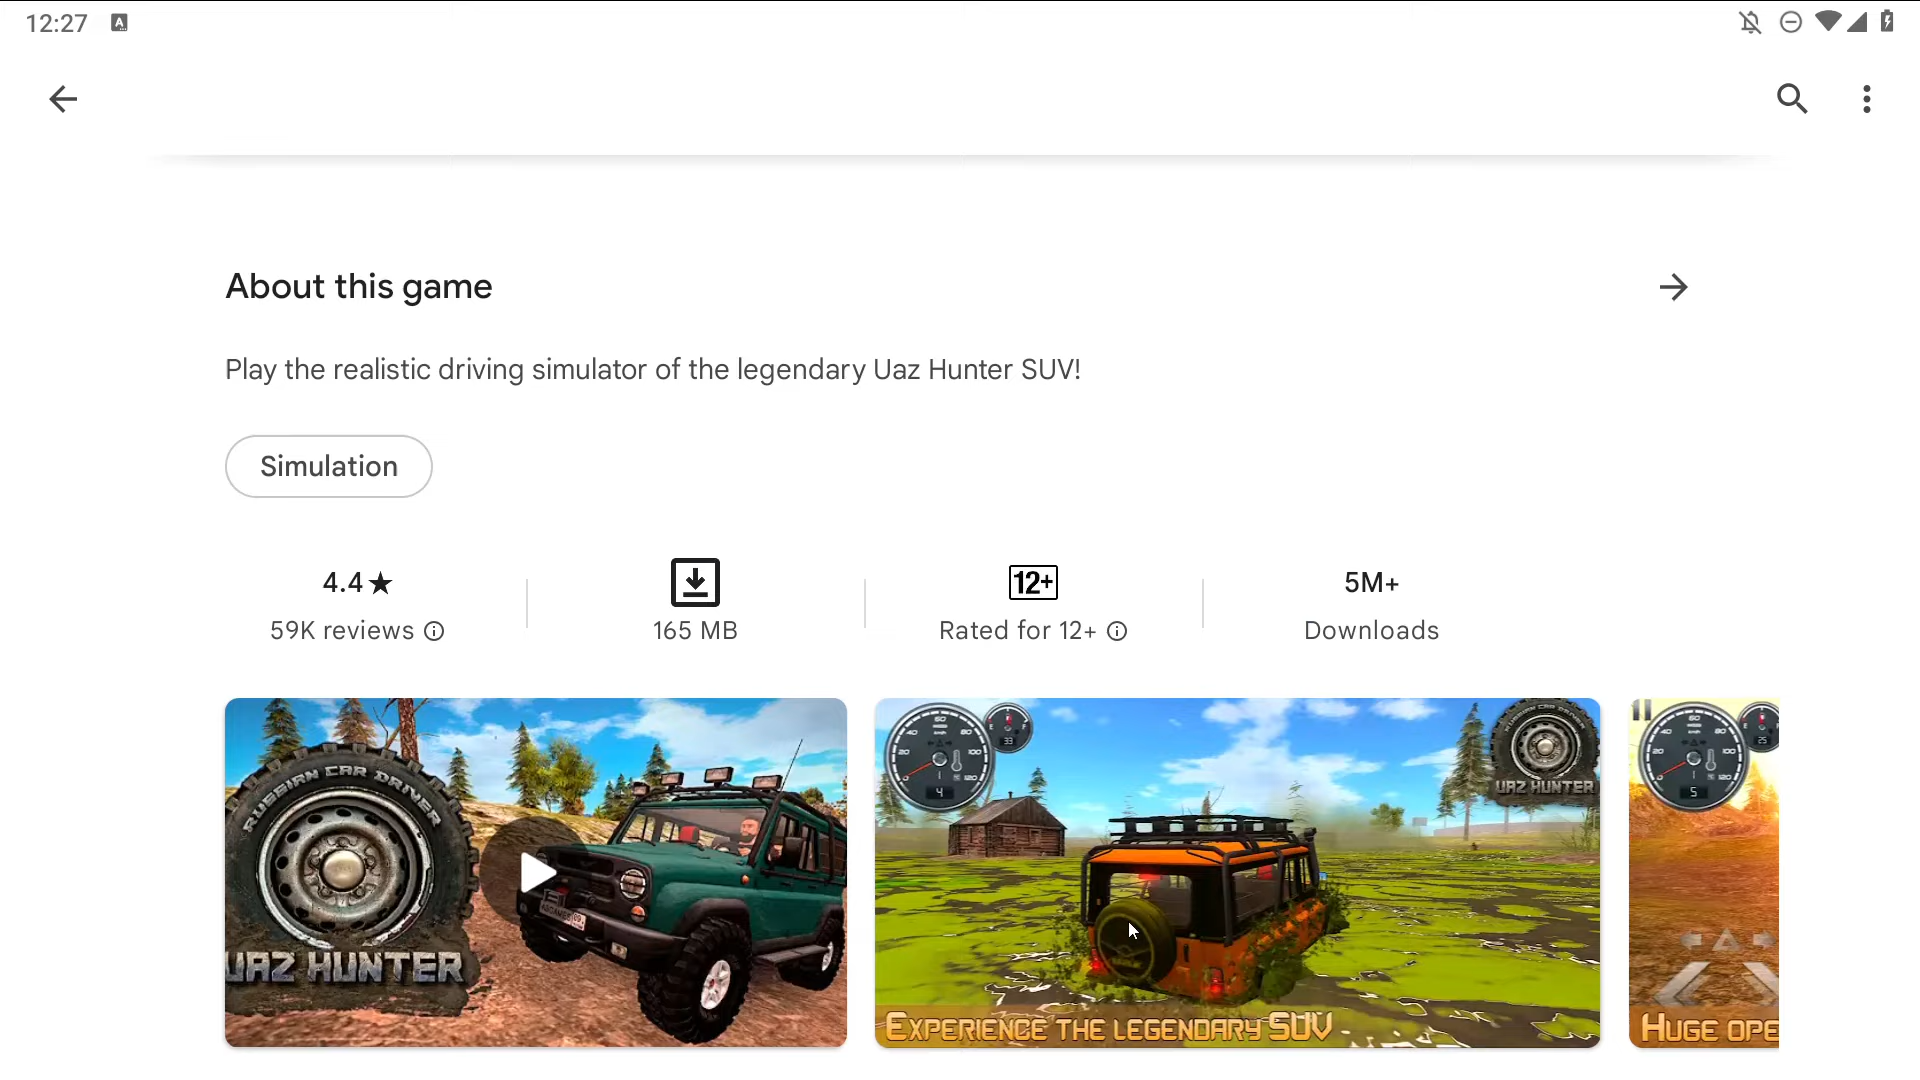 12:27
About this game
Play the realistic driving simulator of the legendary Uaz Hunter SUV!
Simulation
4.4★
59K reviews
165 MB
12+
Rated for 12+
5M+
Downloads
RUSSIAN CAR DRIVER
UAZ HUNTER
UAZ HUNTER
EXPERIENCE THE LEGENDARY SUV
HUGE OPE